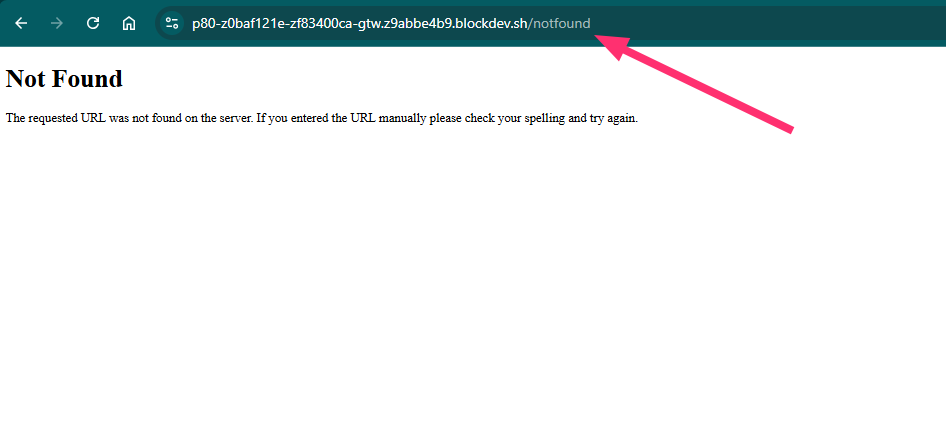 p80-z0baf121e-zf83400ca-gtw.z9abbe4b9.blockdev.sh/notfound
Not Found
The requested URL was not found on the server. If you entered the URL manually please check your spelling and try again.